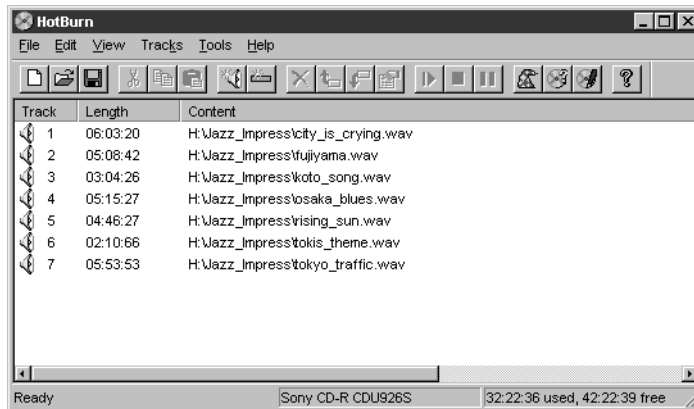 HotBurn
File Edit View Tracks Tools Help
Track Length Content
1 06:03:20 H:\Jazz_Impress\city_is_crying.wav
2 05:08:42 H:\Jazz_Impress\fujiyama.wav
3 03:04:26 H:\Jazz_Impress\koto_song.wav
4 05:15:27 H:\Jazz_Impress\osaka_blues.wav
5 04:46:27 H:\Jazz_Impress\rising_sun.wav
6 02:10:66 H:\Jazz_Impress\tokis_theme.wav
7 05:53:53 H:\Jazz_Impress\tokyo_traffic.wav
Ready Sony CD-R CDU926S 32:22:36 used, 42:22:39 free